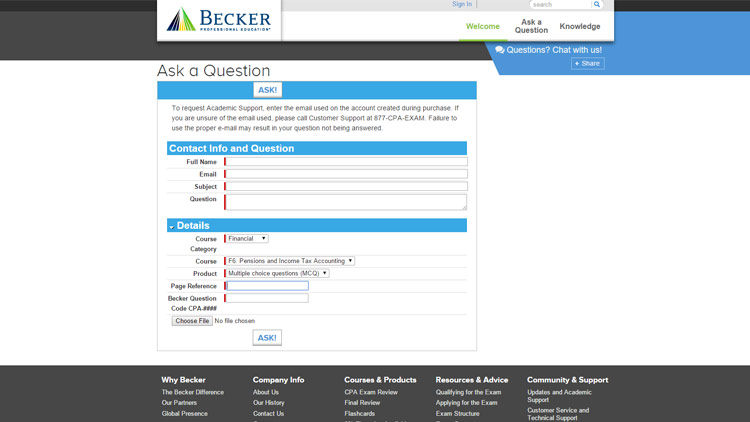 Sign In
search
BECKER
PROFESSIONAL EDUCATION®
Welcome
Ask a
Question
Knowledge
Questions? Chat with us!
+ Share
Ask a Question
ASK!
To request Academic Support, enter the email used on the account created during purchase. If
you are unsure of the email used, please call Customer Support at 877-CPA-EXAM. Failure to
use the proper e-mail may result in your question not being answered.
Contact Info and Question
Full Name
Email
Subject
Question
Details
Course
Category
Financial
Course
F6: Pensions and Income Tax Accounting
Product
Multiple choice questions (MCQ)
Page Reference
Becker Question
Code CPA-####
Choose File No file chosen
ASK!
Why Becker
The Becker Difference
Our Partners
Global Presence
Company Info
About Us
Our History
Contact Us
Courses & Products
CPA Exam Review
Final Review
Flashcards
Resources & Advice
Qualifying for the Exam
Applying for the Exam
Exam Structure
Community & Support
Updates and Academic
Support
Customer Service and
Technical Support